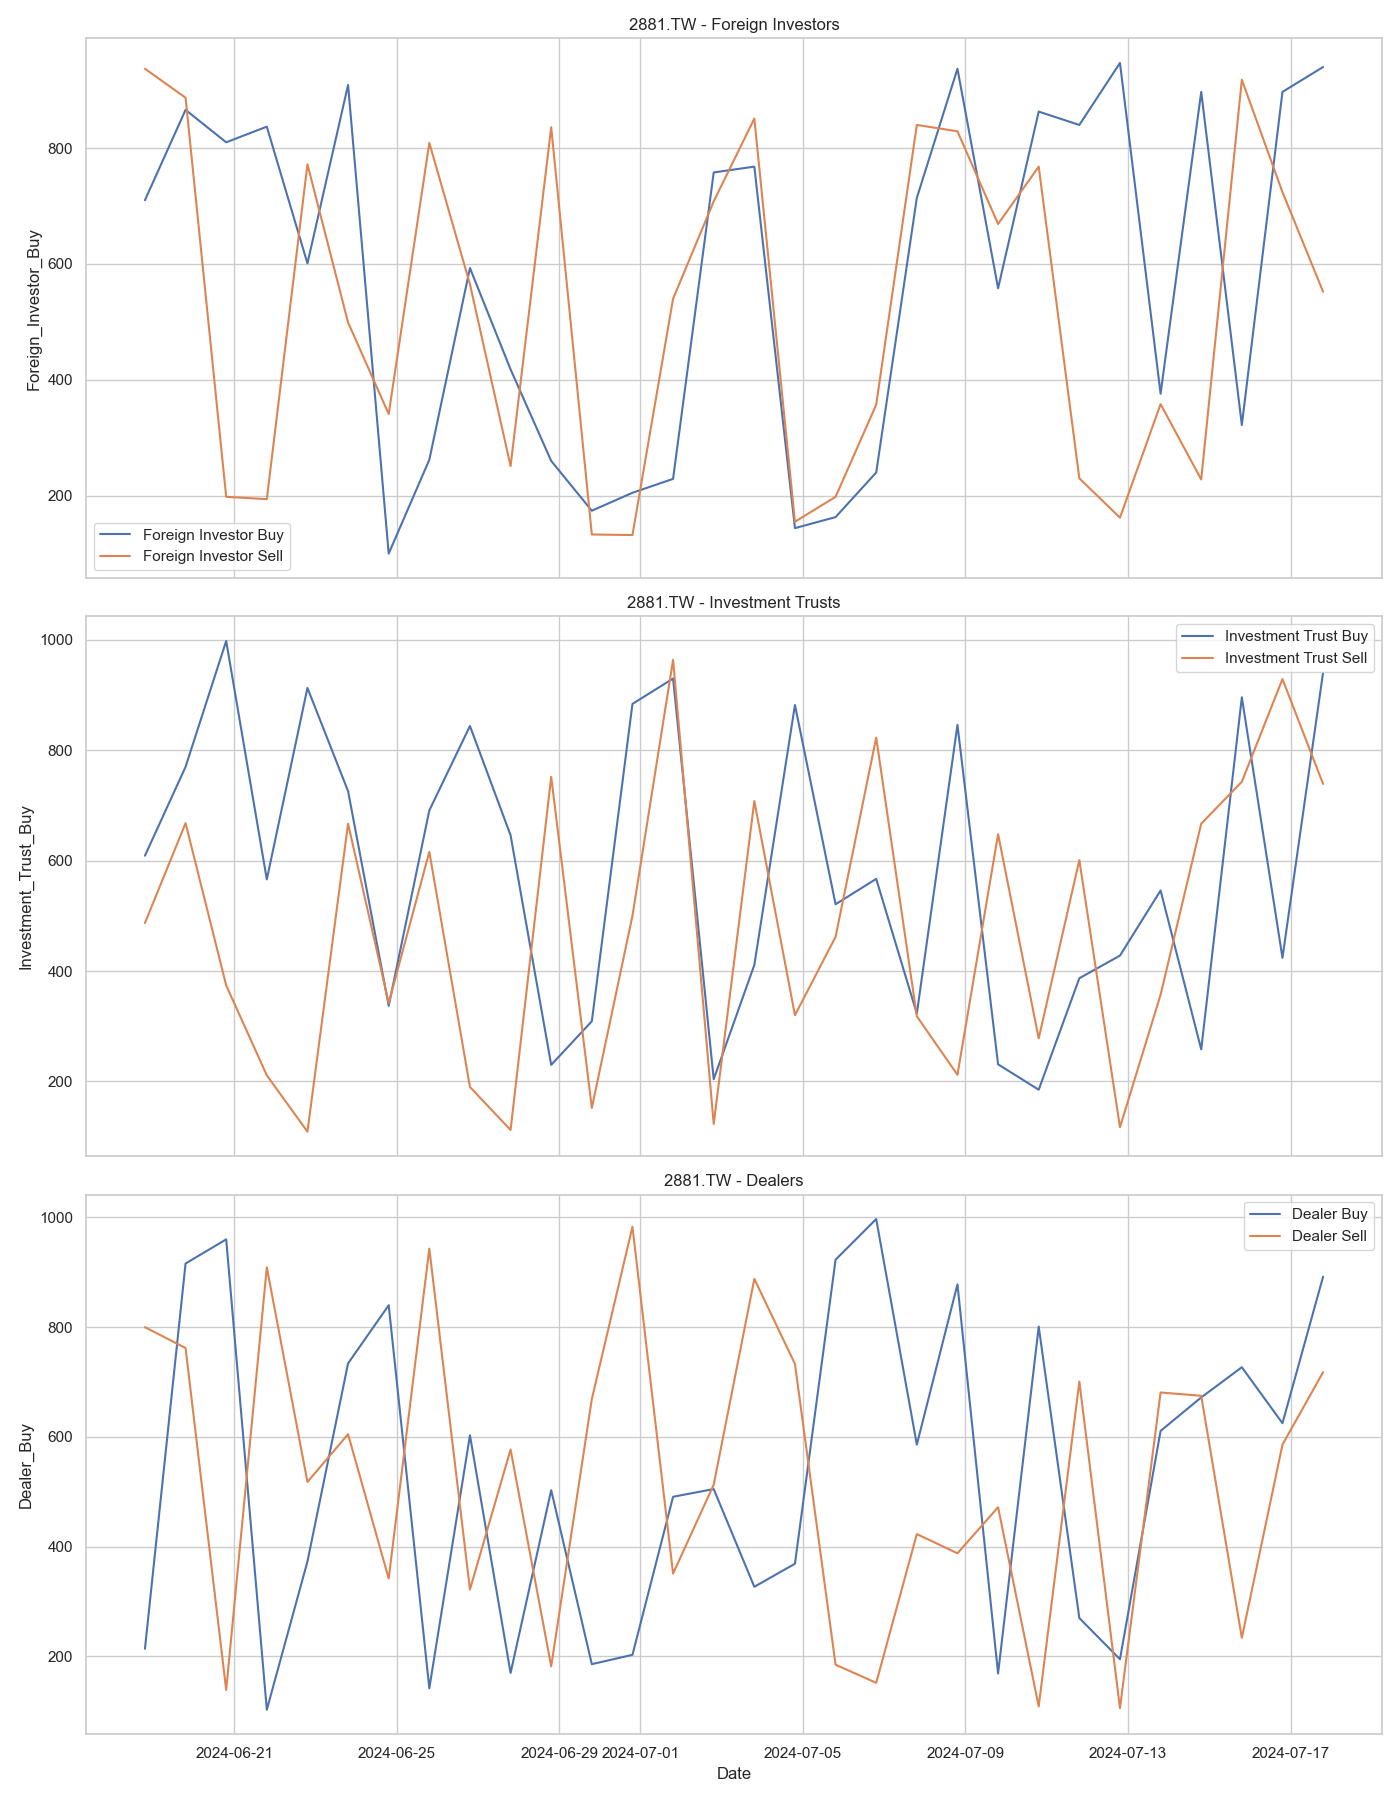 2881.TW - Foreign Investors
Foreign_Investor_Buy
800
600
400
200
Foreign Investor Buy
Foreign Investor Sell
2881.TW - Investment Trusts
Investment_Trust_Buy
1000
800
600
400
200
Investment Trust Buy
Investment Trust Sell
2881.TW - Dealers
Dealer_Buy
1000
800
600
400
200
Dealer Buy
Dealer Sell
2024-06-21 2024-06-25 2024-06-29 2024-07-01 2024-07-05 2024-07-09 2024-07-13 2024-07-17
Date